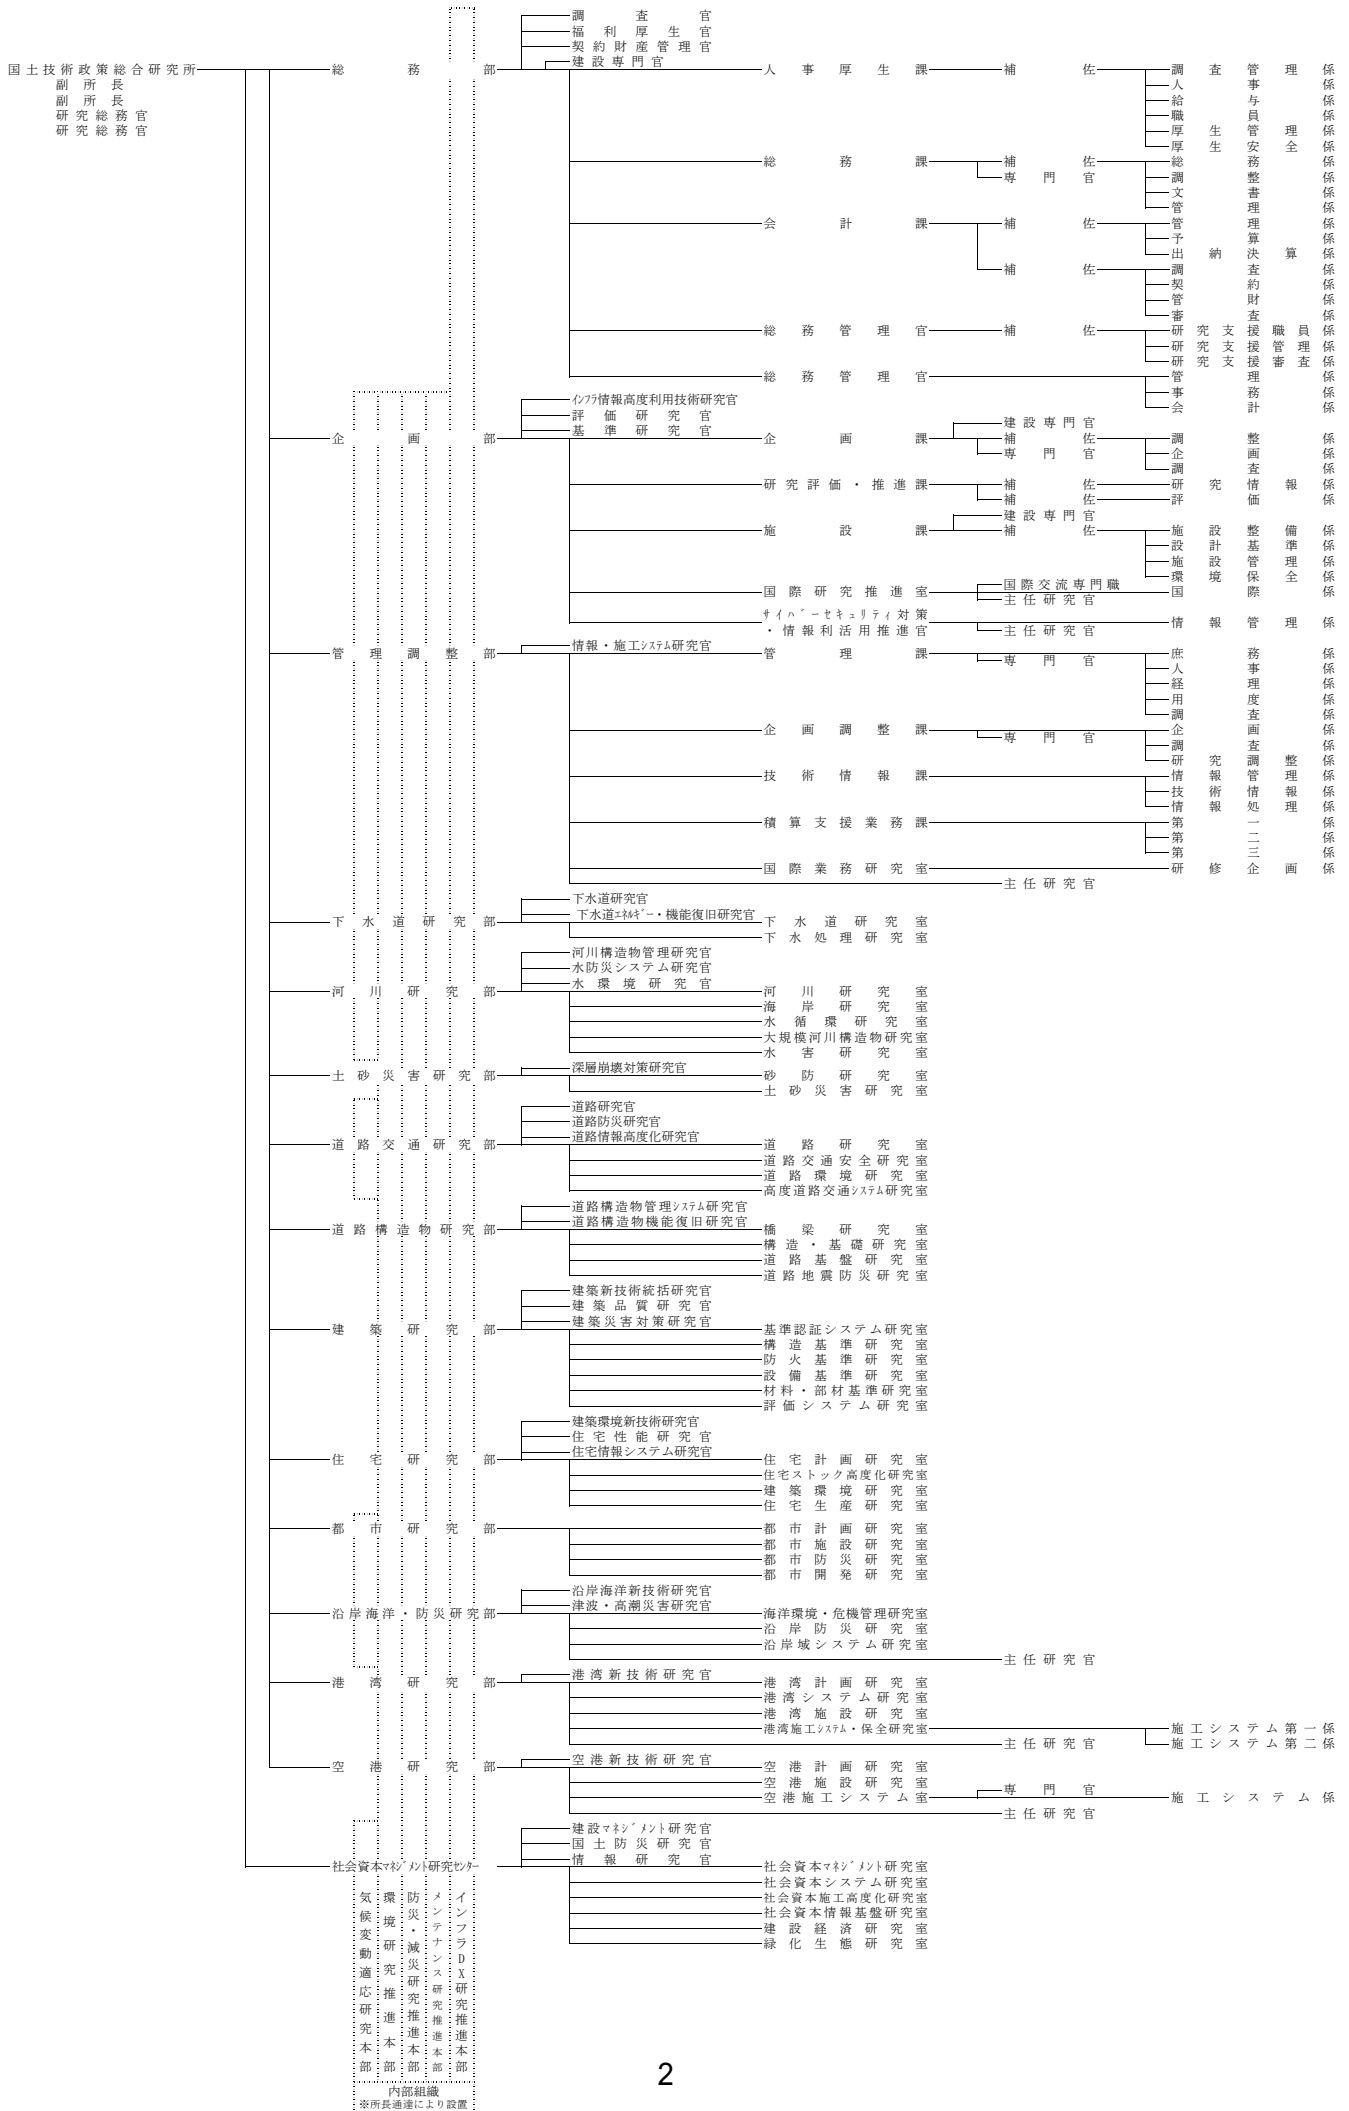 調査官
福利厚生官
契約財産管理官
建設専門官
国土技術政策総合研究所 総務部 人事厚生課 補佐 調査管理係
副所長 人事係
副所長 給与係
研究総務官 職員係
研究総務官 厚生管理係
厚生安全係
総務課 補佐 総務係
専門官 調整係
文書係
管理係
会計課 補佐 管理係
予算係
出納決算係
補佐 調査係
契約係
管財係
審査係
総務管理官 補佐 研究支援職員係
研究支援管理係
研究支援審査係
総務管理官 管理係
事務係
会計係
インフラ情報高度利用技術研究官
評価研究官
基準研究官 建設専門官
企画部 企画課 補佐 調整係
専門官 企画係
調査係
研究評価・推進課 補佐 研究情報係
補佐 評価係
建設専門官
施設課 補佐 施設整備係
設計基準係
施設管理係
環境保全係
国際交流専門職
国際研究推進室 国際係
主任研究官
サイバーセキュリティ対策
・情報利活用推進官 主任研究官 情報管理係
情報・施工システム研究官
管理調整部 管理課 専門官 庶務係
人事係
経理係
用度係
調査係
企画調整課 専門官 企画係
調査係
研究調整係
技術情報課 情報管理係
技術情報係
情報処理係
積算支援業務課 第一係
第二係
第三係
国際業務研究室 研修企画係
主任研究官
下水道研究官
下水道エネルギー・機能復旧研究官
下水道研究部 下水道研究室
下水処理研究室
河川構造物管理研究官
水防災システム研究官
水環境研究官
河川研究部 河川研究室
海岸研究室
水循環研究室
大規模河川構造物研究室
水害研究室
深層崩壊対策研究官
土砂災害研究部 砂防研究室
土砂災害研究室
道路研究官
道路防災研究官
道路情報高度化研究官
道路交通研究部 道路研究室
道路交通安全研究室
道路環境研究室
高度道路交通システム研究室
道路構造物管理システム研究官
道路構造物機能復旧研究官
道路構造物研究部 橋梁研究室
構造・基礎研究室
道路基盤研究室
道路地震防災研究室
建築新技術統括研究官
建築品質研究官
建築災害対策研究官
建築研究部 基準認証システム研究室
構造基準研究室
防火基準研究室
設備基準研究室
材料・部材基準研究室
評価システム研究室
建築環境新技術研究官
住宅性能研究官
住宅情報システム研究官
住宅研究部 住宅計画研究室
住宅ストック高度化研究室
建築環境研究室
住宅生産研究室
都市研究部 都市計画研究室
都市施設研究室
都市防災研究室
都市開発研究室
沿岸海洋新技術研究官
津波・高潮災害研究官
沿岸海洋・防災研究部 海洋環境・危機管理研究室
沿岸防災研究室
沿岸域システム研究室
主任研究官
港湾新技術研究官
港湾研究部 港湾計画研究室
港湾システム研究室
港湾施設研究室
港湾施工システム・保全研究室 施工システム第一係
主任研究官 施工システム第二係
空港新技術研究官
空港研究部 空港計画研究室
空港施設研究室
専門官
空港施工システム室 施工システム係
主任研究官
建設マネジメント研究官
国土防災研究官
情報研究官
社会資本マネジメント研究センター 社会資本マネジメント研究室
社会資本システム研究室
社会資本施工高度化研究室
社会資本情報基盤研究室
建設経済研究室
緑化生態研究室
気候変動適応研究本部
環境研究推進本部
防災・減災研究推進本部
メンテナンス研究推進本部
インフラDX研究推進本部
内部組織
※所長通達により設置
2